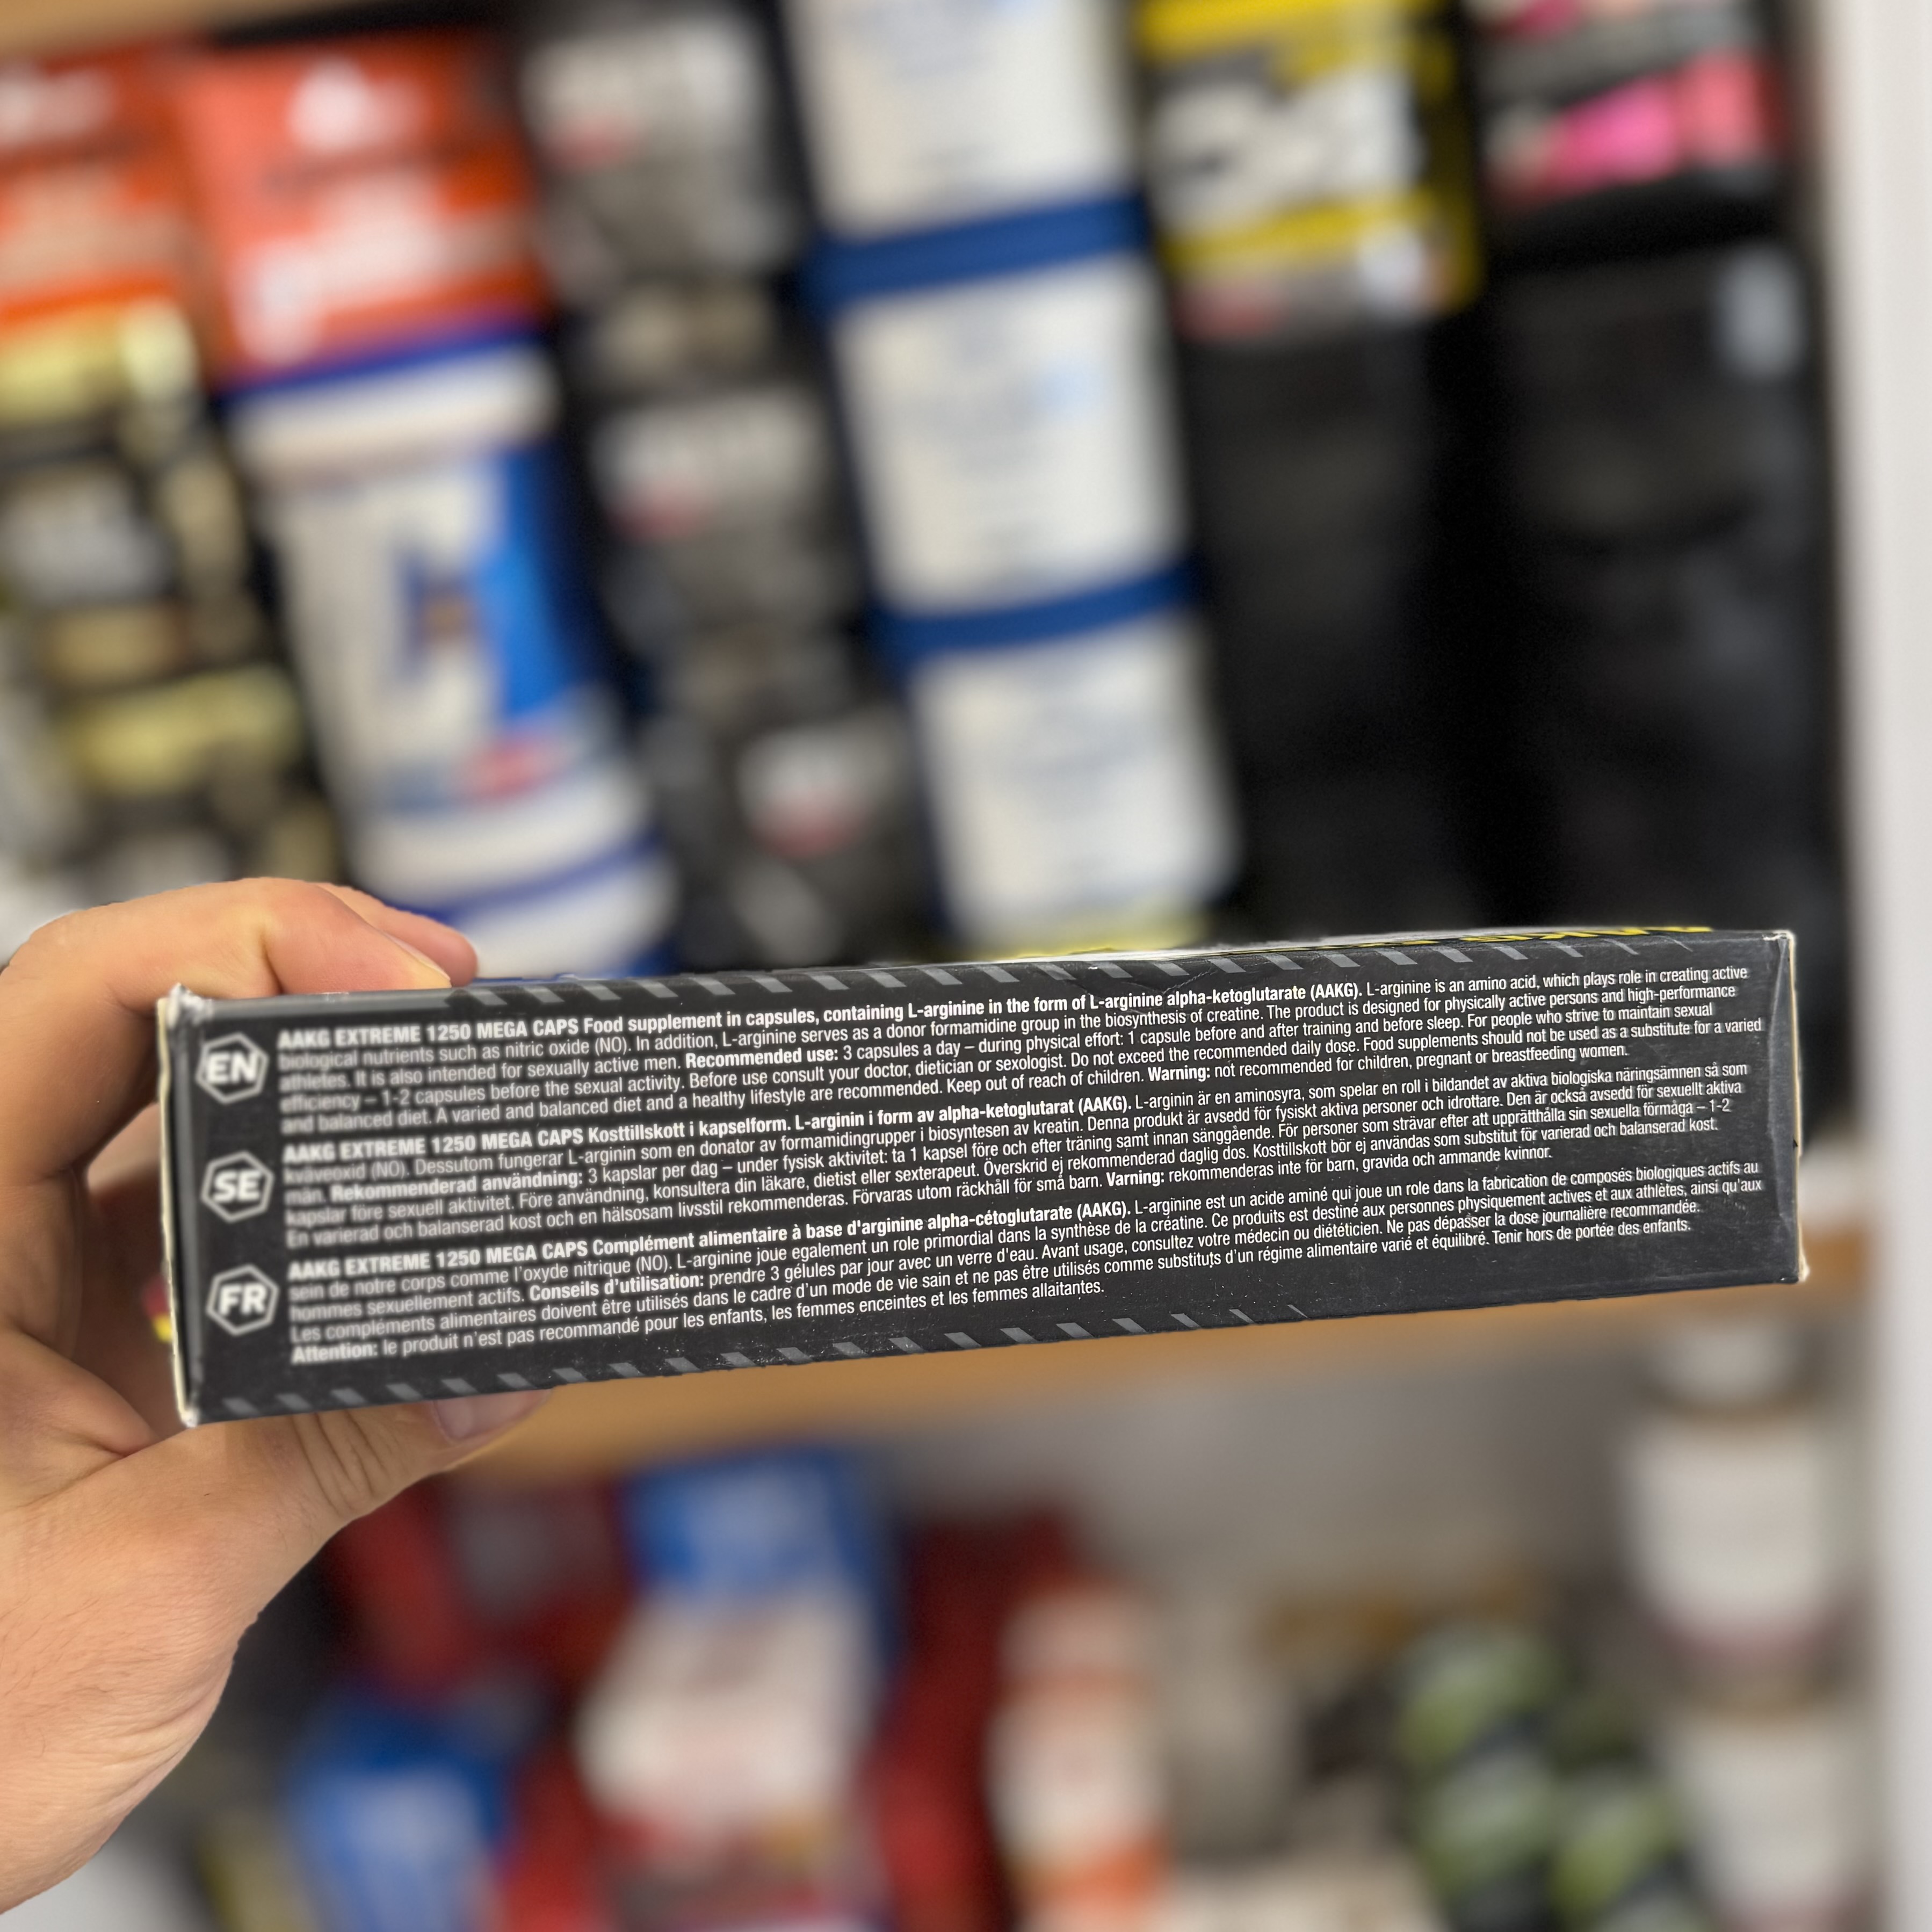 EN
AAKG EXTREME 1250 MEGA CAPS Food supplement in capsules, containing L-arginine in the form of L-arginine alpha-ketoglutarate (AAKG). L-arginine is an amino acid, which plays role in creating active
biological nutrients such as nitric oxide (NO). In addition, L-arginine serves as a donor formamidine group in the biosynthesis of creatine. The product is designed for physically active persons and high-performance
athletes. It is also intended for sexually active men. Recommended use: 3 capsules a day – during physical effort: 1 capsule before and after training and before sleep. For people who strive to maintain sexual
efficiency – 1-2 capsules before the sexual activity. Before use consult your doctor, dietician or sexologist. Do not exceed the recommended daily dose. Food supplements should not be used as a substitute for a varied
and balanced diet. A varied and balanced diet and a healthy lifestyle are recommended. Keep out of reach of children. Warning: not recommended for children, pregnant or breastfeeding women.
SE
AAKG EXTREME 1250 MEGA CAPS Kosttillskott i kapselform. L-arginin i form av alpha-ketoglutarat (AAKG). L-arginin är en aminosyra, som spelar en roll i bildandet av aktiva biologiska näringsämnen så som
kväveoxid (NO). Dessutom fungerar L-arginin som en donator av formamidingrupper i biosyntesen av kreatin. Denna produkt är avsedd för fysiskt aktiva personer och idrottare. Den är också avsedd för sexuellt aktiva
män. Rekommenderad användning: 3 kapslar per dag – under fysisk aktivitet: ta 1 kapsel före och efter träning samt innan sänggående. För personer som strävar efter att upprätthålla sin sexuella förmåga – 1-2
kapslar före sexuell aktivitet. Före användning, konsultera din läkare, dietist eller sexterapeut. Överskrid ej rekommenderad daglig dos. Kosttillskott bör ej användas som substitut för varierad och balanserad kost.
En varierad och balanserad kost och en hälsosam livsstil rekommenderas. Förvaras utom räckhåll för små barn. Varning: rekommenderas inte för barn, gravida och ammande kvinnor.
FR
AAKG EXTREME 1250 MEGA CAPS Complément alimentaire à base d'arginine alpha-cétoglutarate (AAKG). L-arginine est un acide aminé qui joue un role dans la fabrication de composés biologiques actifs au
sein de notre corps comme l'oxyde nitrique (NO). L-arginine joue egalement un role primordial dans la synthèse de la créatine. Ce produits est destiné aux personnes physiquement actives et aux athlètes, ainsi qu'aux
hommes sexuellement actifs. Conseils d'utilisation: prendre 3 gélules par jour avec un verre d'eau. Avant usage, consultez votre médecin ou diététicien. Ne pas dépasser la dose journalière recommandée.
Les compléments alimentaires doivent être utilisés dans le cadre d'un mode de vie sain et ne pas être utilisés comme substituts d'un régime alimentaire varié et équilibré. Tenir hors de portée des enfants.
Attention: le produit n'est pas recommandé pour les enfants, les femmes enceintes et les femmes allaitantes.